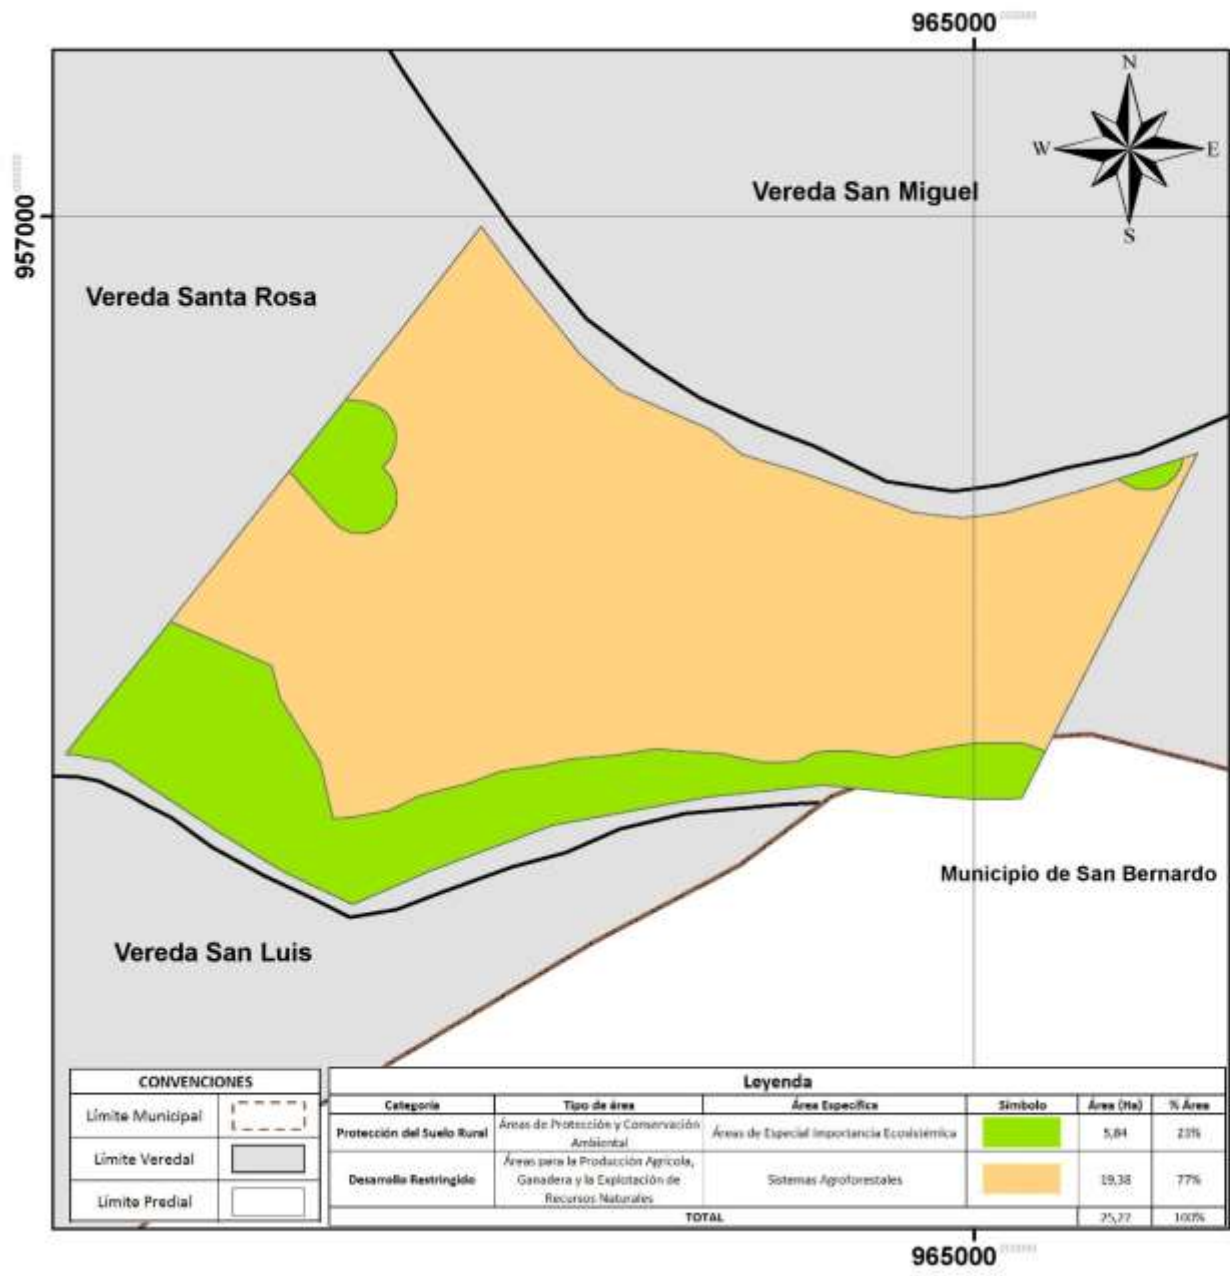 965000
N
W
E
S
Vereda San Miguel
957000
Vereda Santa Rosa
Municipio de San Bernardo
Vereda San Luis
CONVENCIONES
Límite Municipal
Límite Veredal
Límite Predial
Leyenda
Categoría Tipo de área Área Específica Símbolo Área (Ha) % Área
Protección del Suelo Rural Áreas de Protección y Conservación Ambiental Áreas de Especial Importancia Ecosistémica 5,84 23%
Desarrollo Restringido Áreas para la Producción Agrícola, Ganadera y la Explotación de Recursos Naturales Sistemas Agroforestales 19,38 77%
TOTAL 25,22 100%
965000